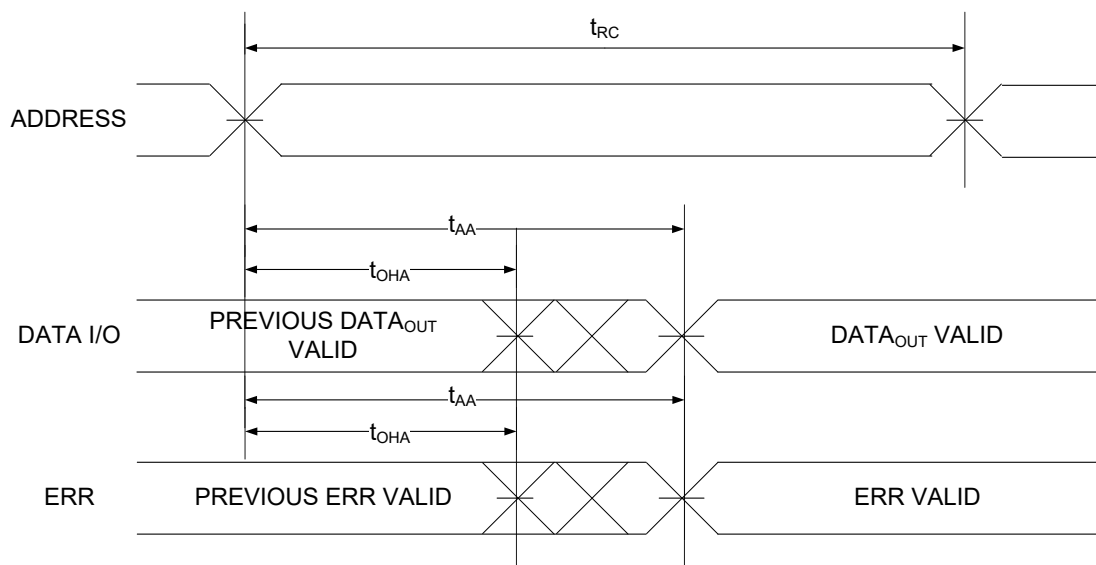 tRC
ADDRESS
tAA
tOHA
DATA I/O
PREVIOUS DATAOUT
VALID
DATAOUT VALID
tAA
tOHA
ERR
PREVIOUS ERR VALID
ERR VALID